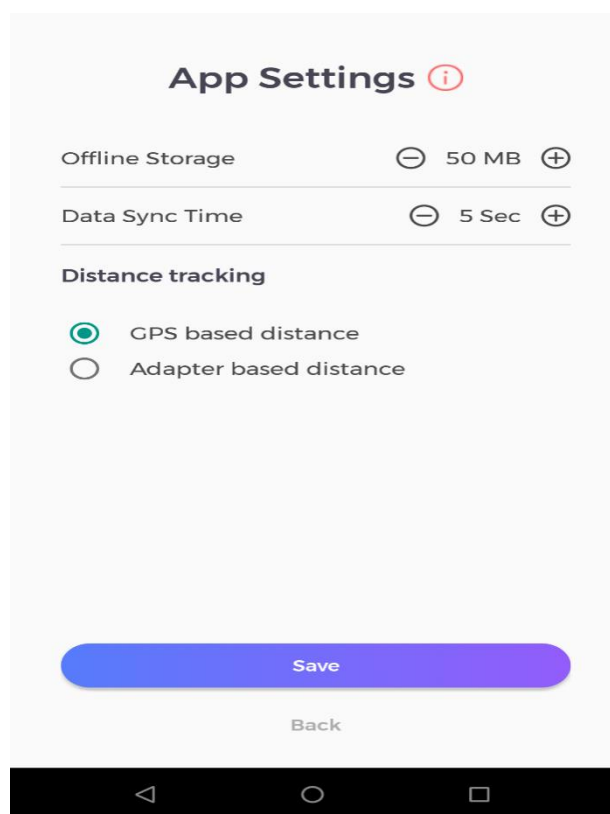 App Settings
Offline Storage 50 MB
Data Sync Time 5 Sec
Distance tracking
GPS based distance
Adapter based distance
Save
Back